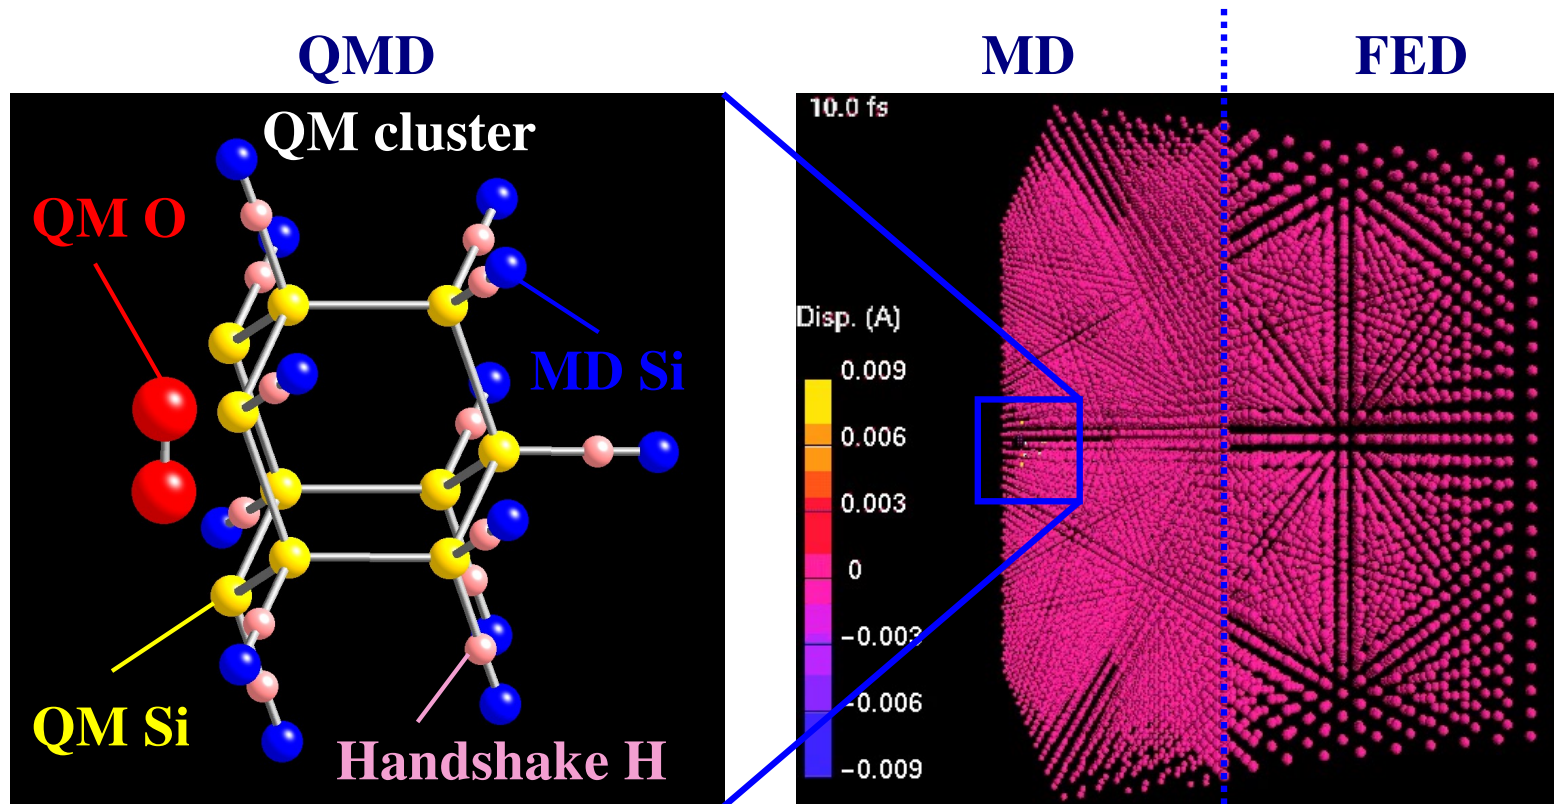 QMD
MD
FED
QM cluster
QM O
MD Si
QM Si
Handshake H
10.0 fs
Disp. (A)
0.009
0.006
0.003
0
−0.003
−0.006
−0.009